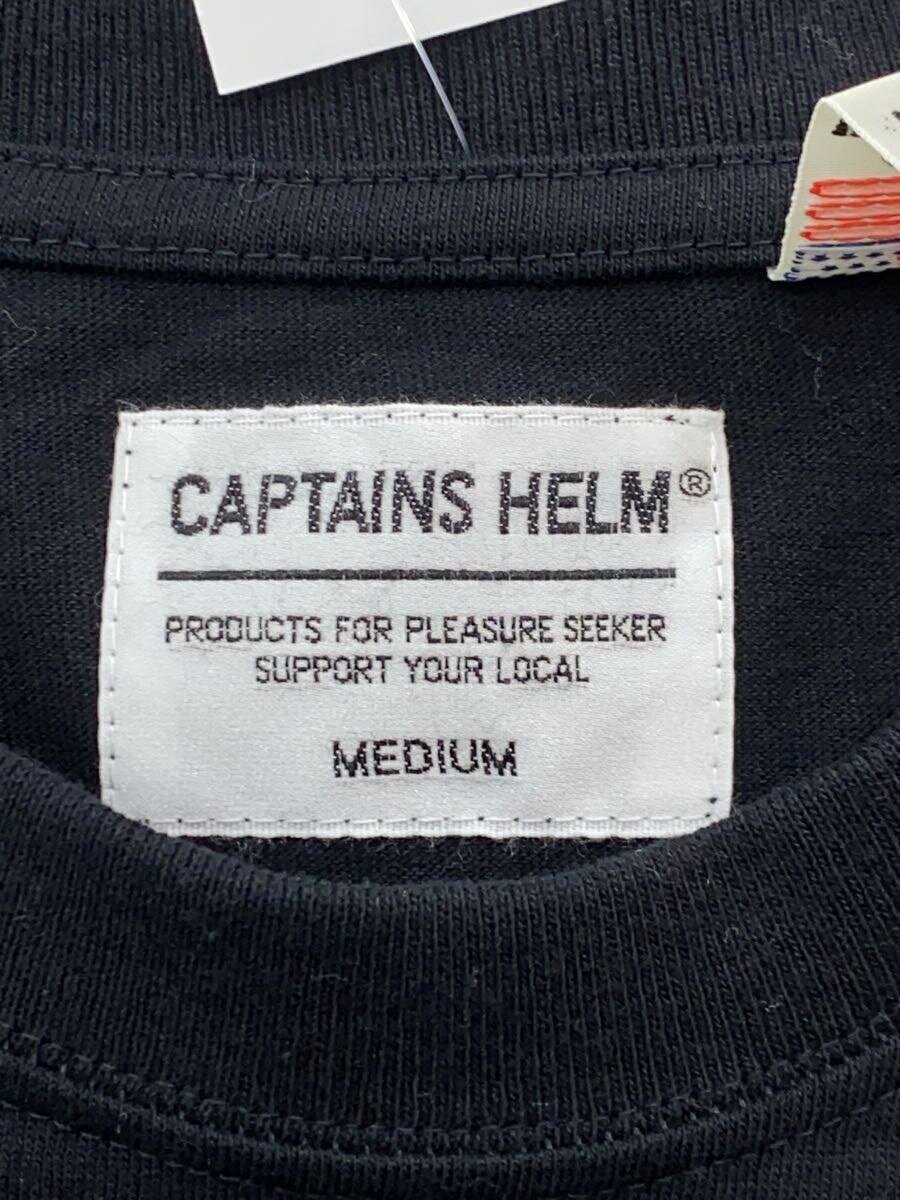 CAPTAINS HELM®
PRODUCTS FOR PLEASURE SEEKER
SUPPORT YOUR LOCAL
MEDIUM